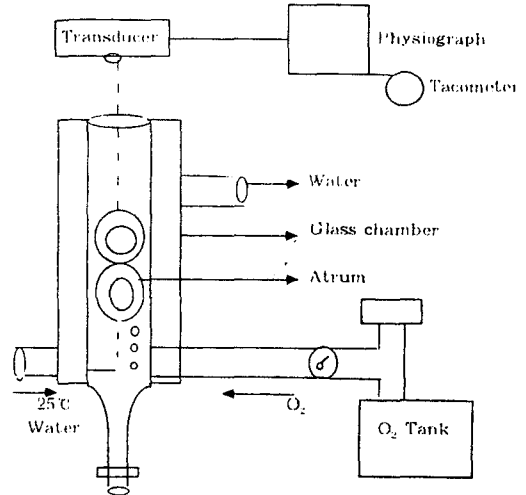 Transducer
Physiograph
Tacometer
Water
Glass chamber
Atrum
25℃
Water
O₂
O₂ Tank